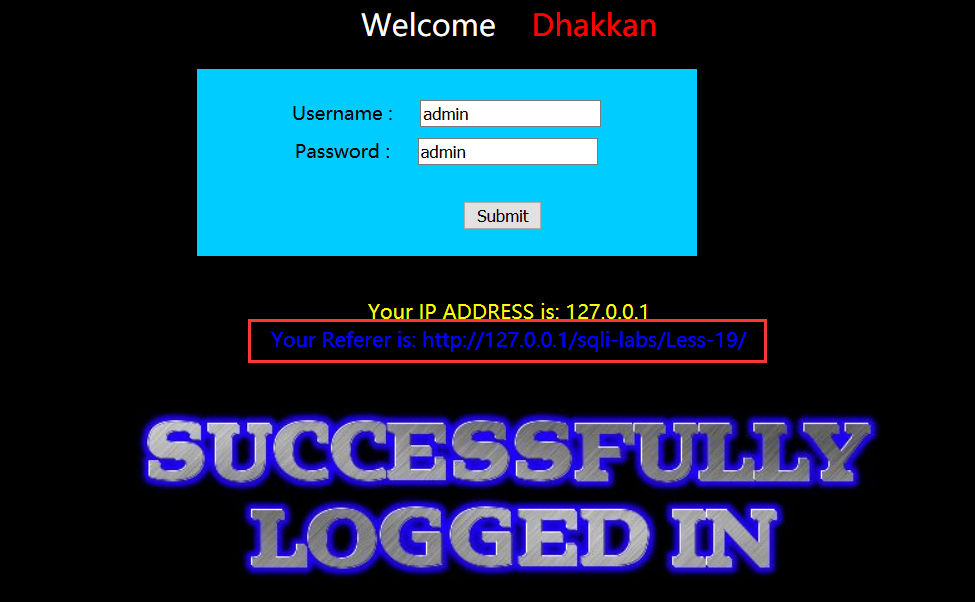 Welcome Dhakkan
Username : admin
Password : admin
Submit
Your IP ADDRESS is: 127.0.0.1
Your Referer is: http://127.0.0.1/sqli-labs/Less-19/
SUCCESSFULLY
LOGGED IN